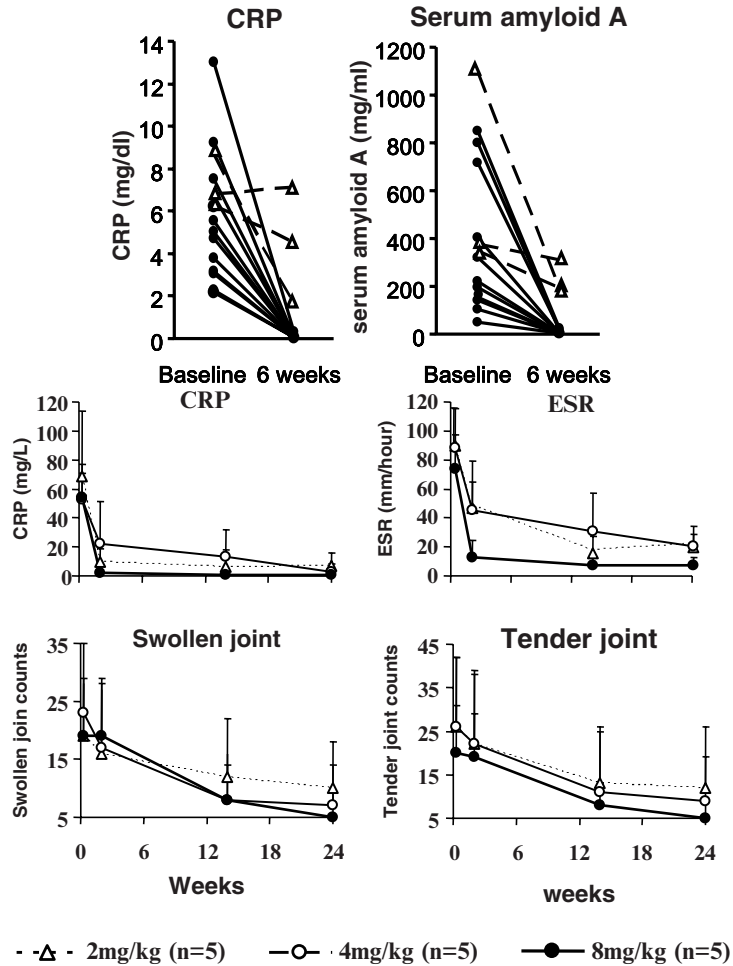 CRP
Serum amyloid A
14
12
10
8
6
4
2
0
CRP (mg/dl)
Baseline 6 weeks
1200
1000
800
600
400
200
0
serum amyloid A (mg/ml)
Baseline 6 weeks
CRP
120
100
80
60
40
20
0
CRP (mg/L)
ESR
120
100
80
60
40
20
0
ESR (mm/hour)
Swollen joint
35
25
15
5
Swollen join counts
0 6 12 18 24
Weeks
Tender joint
45
35
25
15
5
Tender joint counts
0 6 12 18 24
weeks
2mg/kg (n=5) 4mg/kg (n=5) 8mg/kg (n=5)